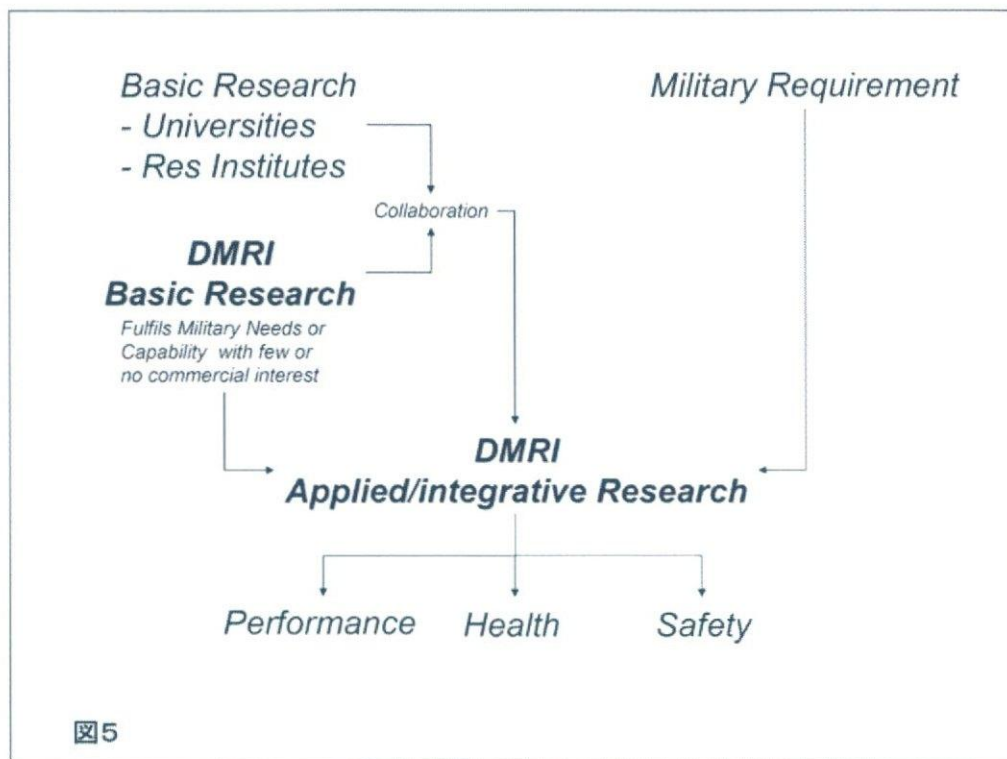 Basic Research
- Universities
- Res Institutes
Military Requirement
Collaboration
DMRI
Basic Research
Fulfils Military Needs or
Capability with few or
no commercial interest
DMRI
Applied/integrative Research
Performance
Health
Safety
図5